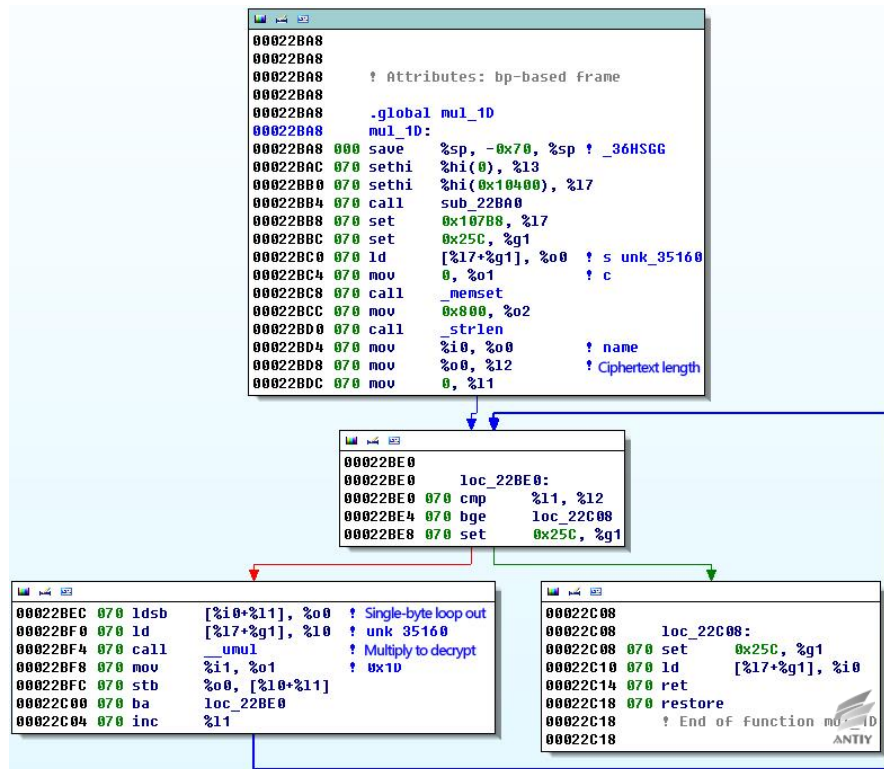 00022BA8
00022BA8
00022BA8 ! Attributes: bp-based frame
00022BA8
00022BA8 .global mul_1D
00022BA8 mul_1D:
00022BA8 000 save %sp, -0x70, %sp ! _36HSGG
00022BAC 070 sethi %hi(0), %l3
00022BB0 070 sethi %hi(0x10400), %l7
00022BB4 070 call sub_22BA0
00022BB8 070 set 0x107B8, %l7
00022BBC 070 set 0x25C, %g1
00022BC0 070 ld [%l7+%g1], %o0 ! s unk_35160
00022BC4 070 mov 0, %o1 ! c
00022BC8 070 call _memset
00022BCC 070 mov 0x800, %o2
00022BD0 070 call _strlen
00022BD4 070 mov %i0, %o0 ! name
00022BD8 070 mov %o0, %l2 ! Ciphertext length
00022BDC 070 mov 0, %l1
00022BE0
00022BE0 loc_22BE0:
00022BE0 070 cmp %l1, %l2
00022BE4 070 bge loc_22C08
00022BE8 070 set 0x25C, %g1
00022BEC 070 ldsb [%i0+%l1], %o0 ! Single-byte loop out
00022BF0 070 ld [%l7+%g1], %l0 ! unk_35160
00022BF4 070 call __umul ! Multiply to decrypt
00022BF8 070 mov %i1, %o1 ! 0x1D
00022BFC 070 stb %o0, [%l0+%l1]
00022C00 070 ba loc_22BE0
00022C04 070 inc %l1
00022C08
00022C08 loc_22C08:
00022C08 070 set 0x25C, %g1
00022C10 070 ld [%l7+%g1], %i0
00022C14 070 ret
00022C18 070 restore
00022C18 ! End of function mul_1D
00022C18
ANTIY